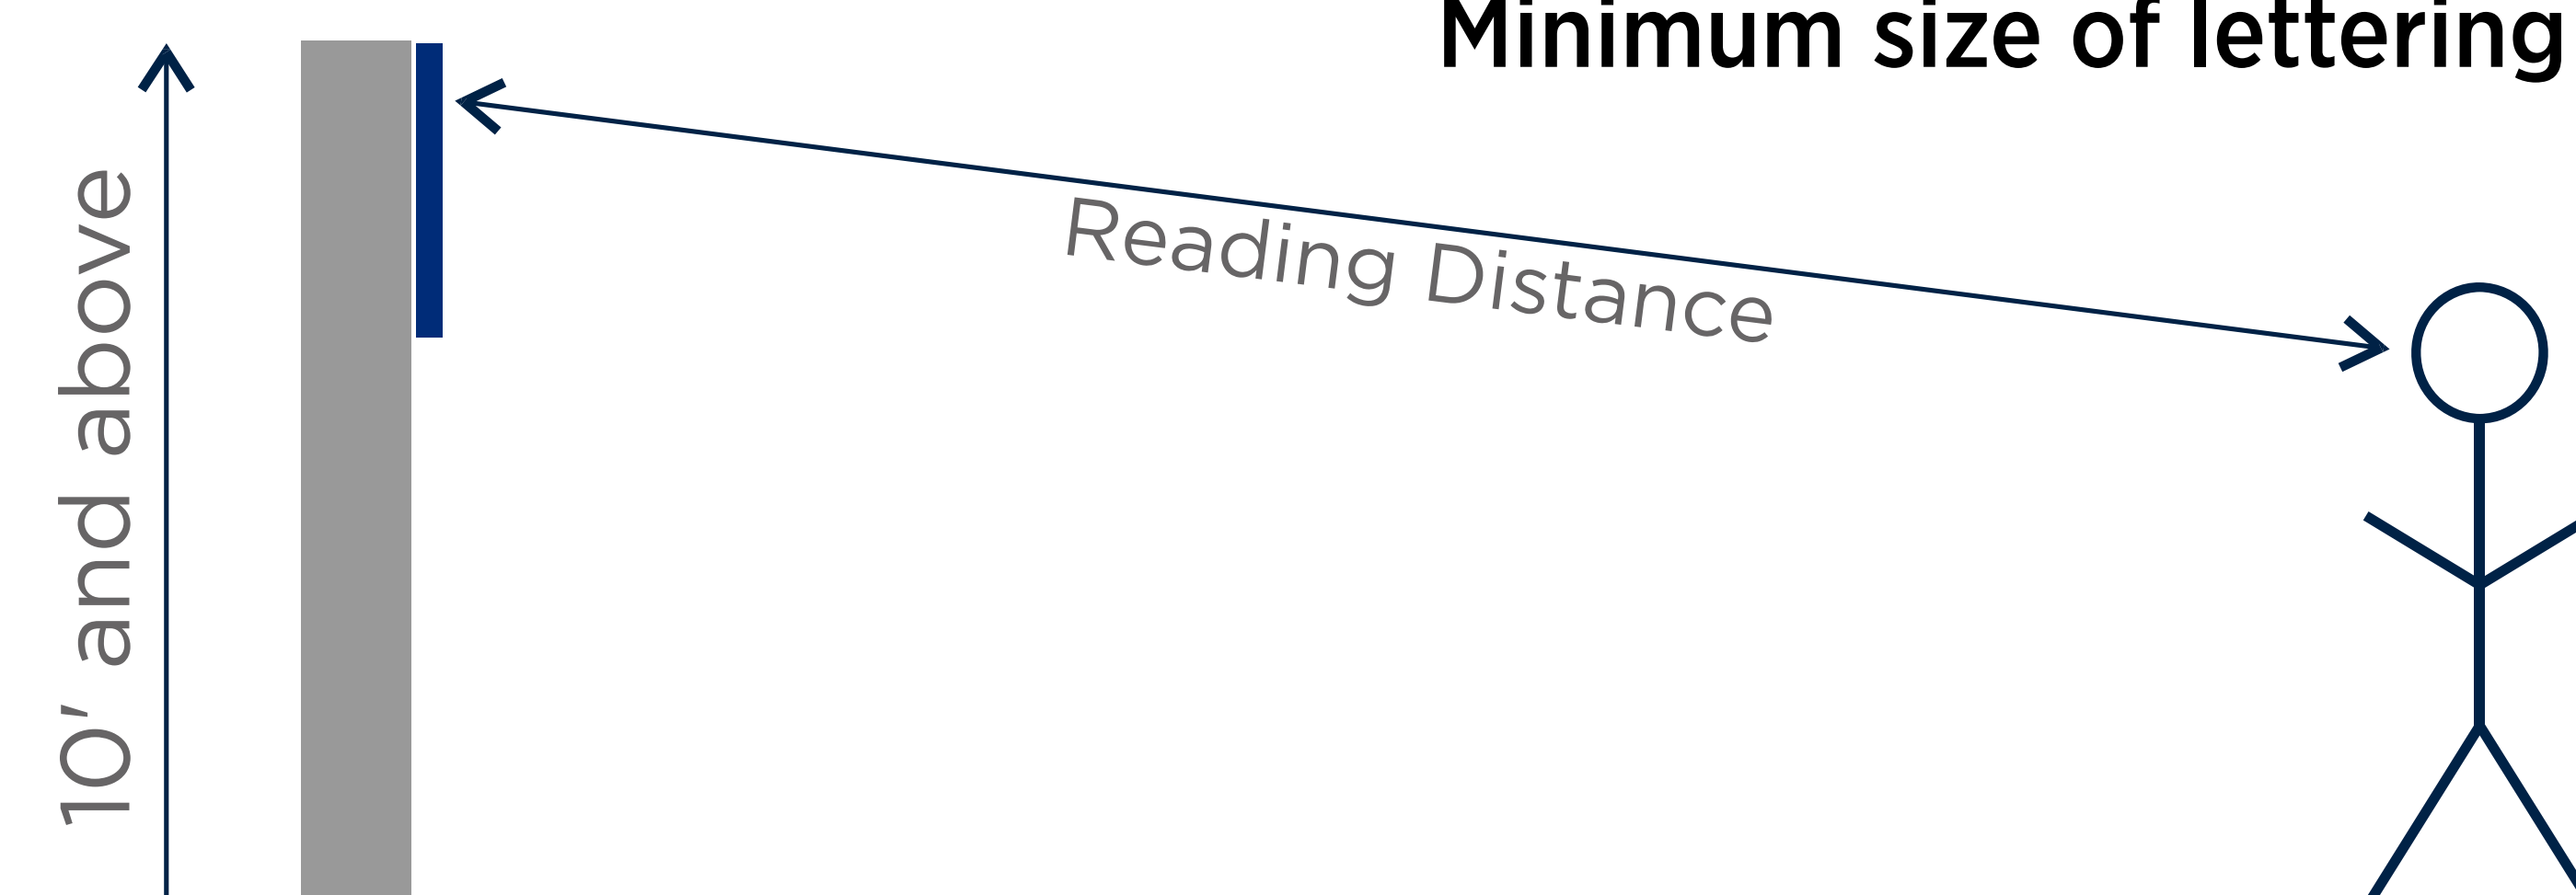 Minimum size of lettering
Reading Distance
10' and above